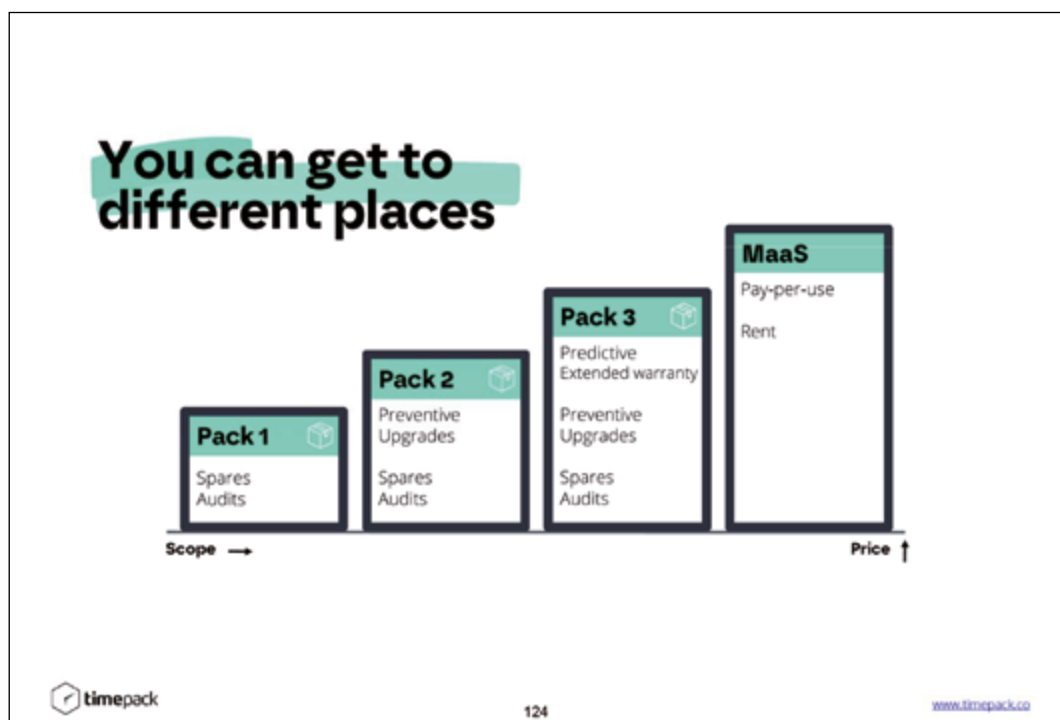 You can get to
different places
Pack 1
Spares
Audits
Pack 2
Preventive
Upgrades
Spares
Audits
Pack 3
Predictive
Extended warranty
Preventive
Upgrades
Spares
Audits
MaaS
Pay-per-use
Rent
Scope →
Price ↑
timepack
124
www.timepack.co